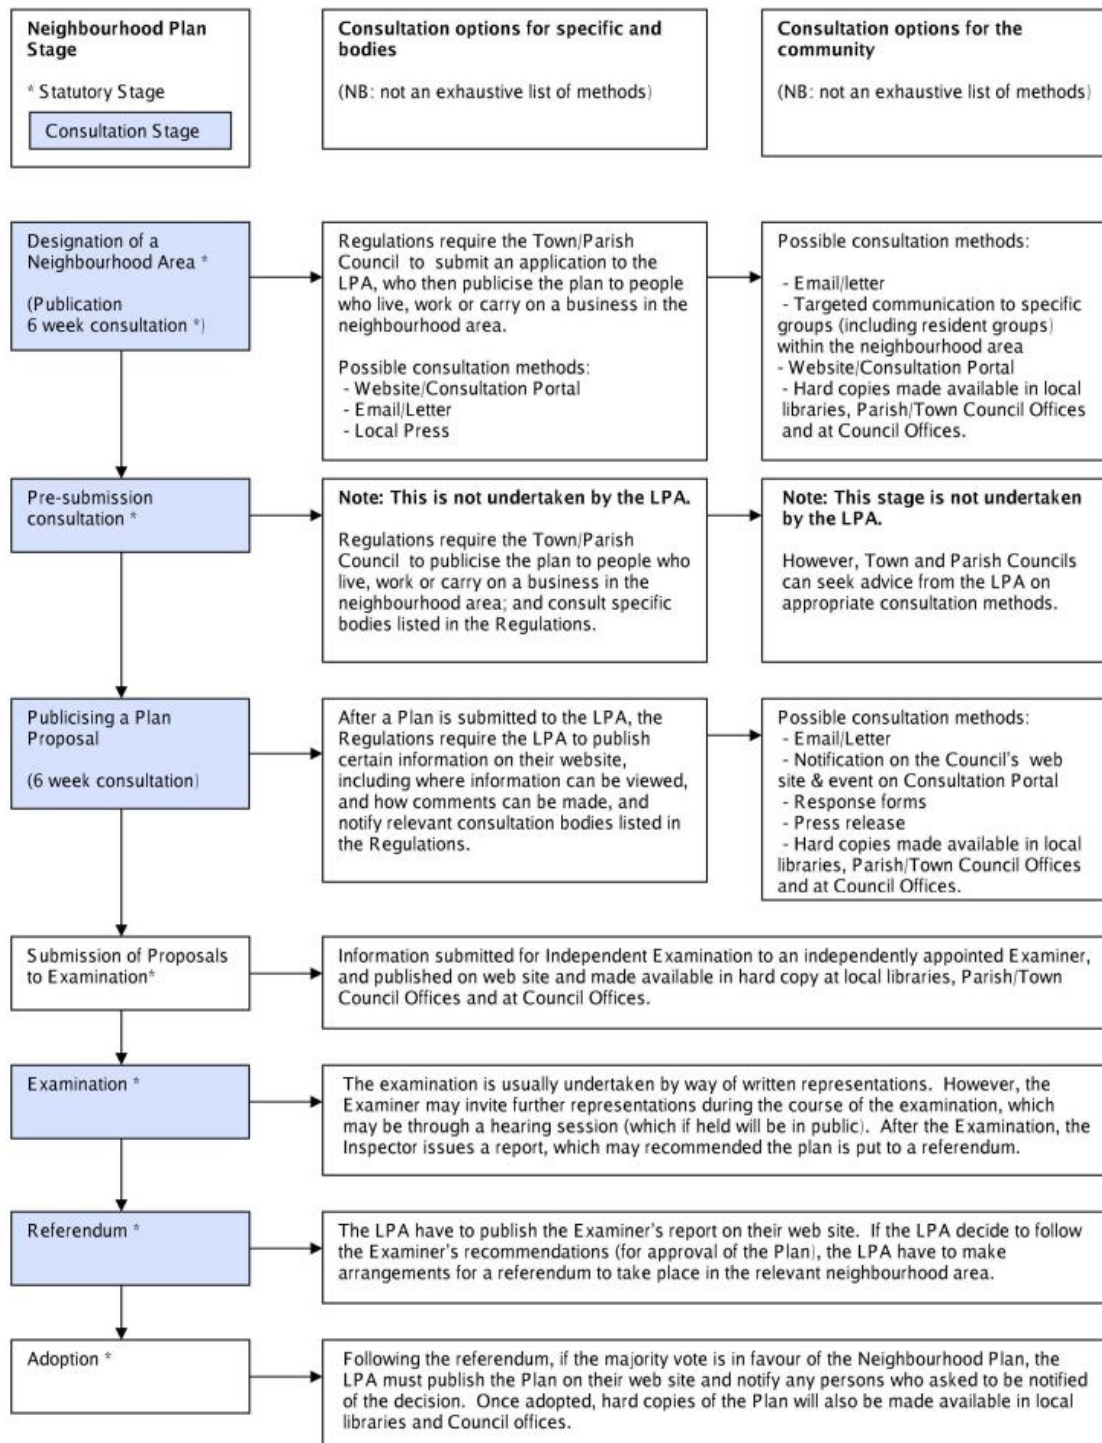 Neighbourhood Plan
Stage
* Statutory Stage
Consultation Stage
Consultation options for specific and
bodies
(NB: not an exhaustive list of methods)
Consultation options for the
community
(NB: not an exhaustive list of methods)
Designation of a
Neighbourhood Area *
(Publication
6 week consultation *)
Regulations require the Town/Parish
Council to submit an application to the
LPA, who then publicise the plan to people
who live, work or carry on a business in the
neighbourhood area.
Possible consultation methods:
- Website/Consultation Portal
- Email/Letter
- Local Press
Possible consultation methods:
- Email/letter
- Targeted communication to specific
groups (including resident groups)
within the neighbourhood area
- Website/Consultation Portal
- Hard copies made available in local
libraries, Parish/Town Council Offices
and at Council Offices.
Pre-submission
consultation *
Note: This is not undertaken by the LPA.
Regulations require the Town/Parish
Council to publicise the plan to people who
live, work or carry on a business in the
neighbourhood area; and consult specific
bodies listed in the Regulations.
Note: This stage is not undertaken
by the LPA.
However, Town and Parish Councils
can seek advice from the LPA on
appropriate consultation methods.
Publicising a Plan
Proposal
(6 week consultation)
After a Plan is submitted to the LPA, the
Regulations require the LPA to publish
certain information on their website,
including where information can be viewed,
and how comments can be made, and
notify relevant consultation bodies listed in
the Regulations.
Possible consultation methods:
- Email/Letter
- Notification on the Council's web
site & event on Consultation Portal
- Response forms
- Press release
- Hard copies made available in local
libraries, Parish/Town Council Offices
and at Council Offices.
Submission of Proposals
to Examination*
Information submitted for Independent Examination to an independently appointed Examiner,
and published on web site and made available in hard copy at local libraries, Parish/Town
Council Offices and at Council Offices.
Examination *
The examination is usually undertaken by way of written representations. However, the
Examiner may invite further representations during the course of the examination, which
may be through a hearing session (which if held will be in public). After the Examination, the
Inspector issues a report, which may recommended the plan is put to a referendum.
Referendum *
The LPA have to publish the Examiner's report on their web site. If the LPA decide to follow
the Examiner's recommendations (for approval of the Plan), the LPA have to make
arrangements for a referendum to take place in the relevant neighbourhood area.
Adoption *
Following the referendum, if the majority vote is in favour of the Neighbourhood Plan, the
LPA must publish the Plan on their web site and notify any persons who asked to be notified
of the decision. Once adopted, hard copies of the Plan will also be made available in local
libraries and Council offices.